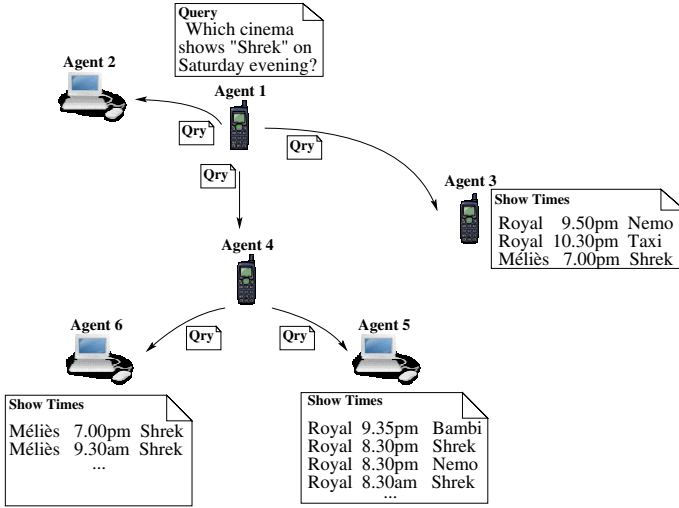 Query
Which cinema
shows "Shrek" on
Saturday evening?
Agent 2
Agent 1
Qry
Qry
Qry
Agent 3
Show Times
Royal 9.50pm Nemo
Royal 10.30pm Taxi
Méliès 7.00pm Shrek
Agent 4
Qry
Qry
Agent 6
Show Times
Méliès 7.00pm Shrek
Méliès 9.30am Shrek
...
Agent 5
Show Times
Royal 9.35pm Bambi
Royal 8.30pm Shrek
Royal 8.30pm Nemo
Royal 8.30am Shrek
...